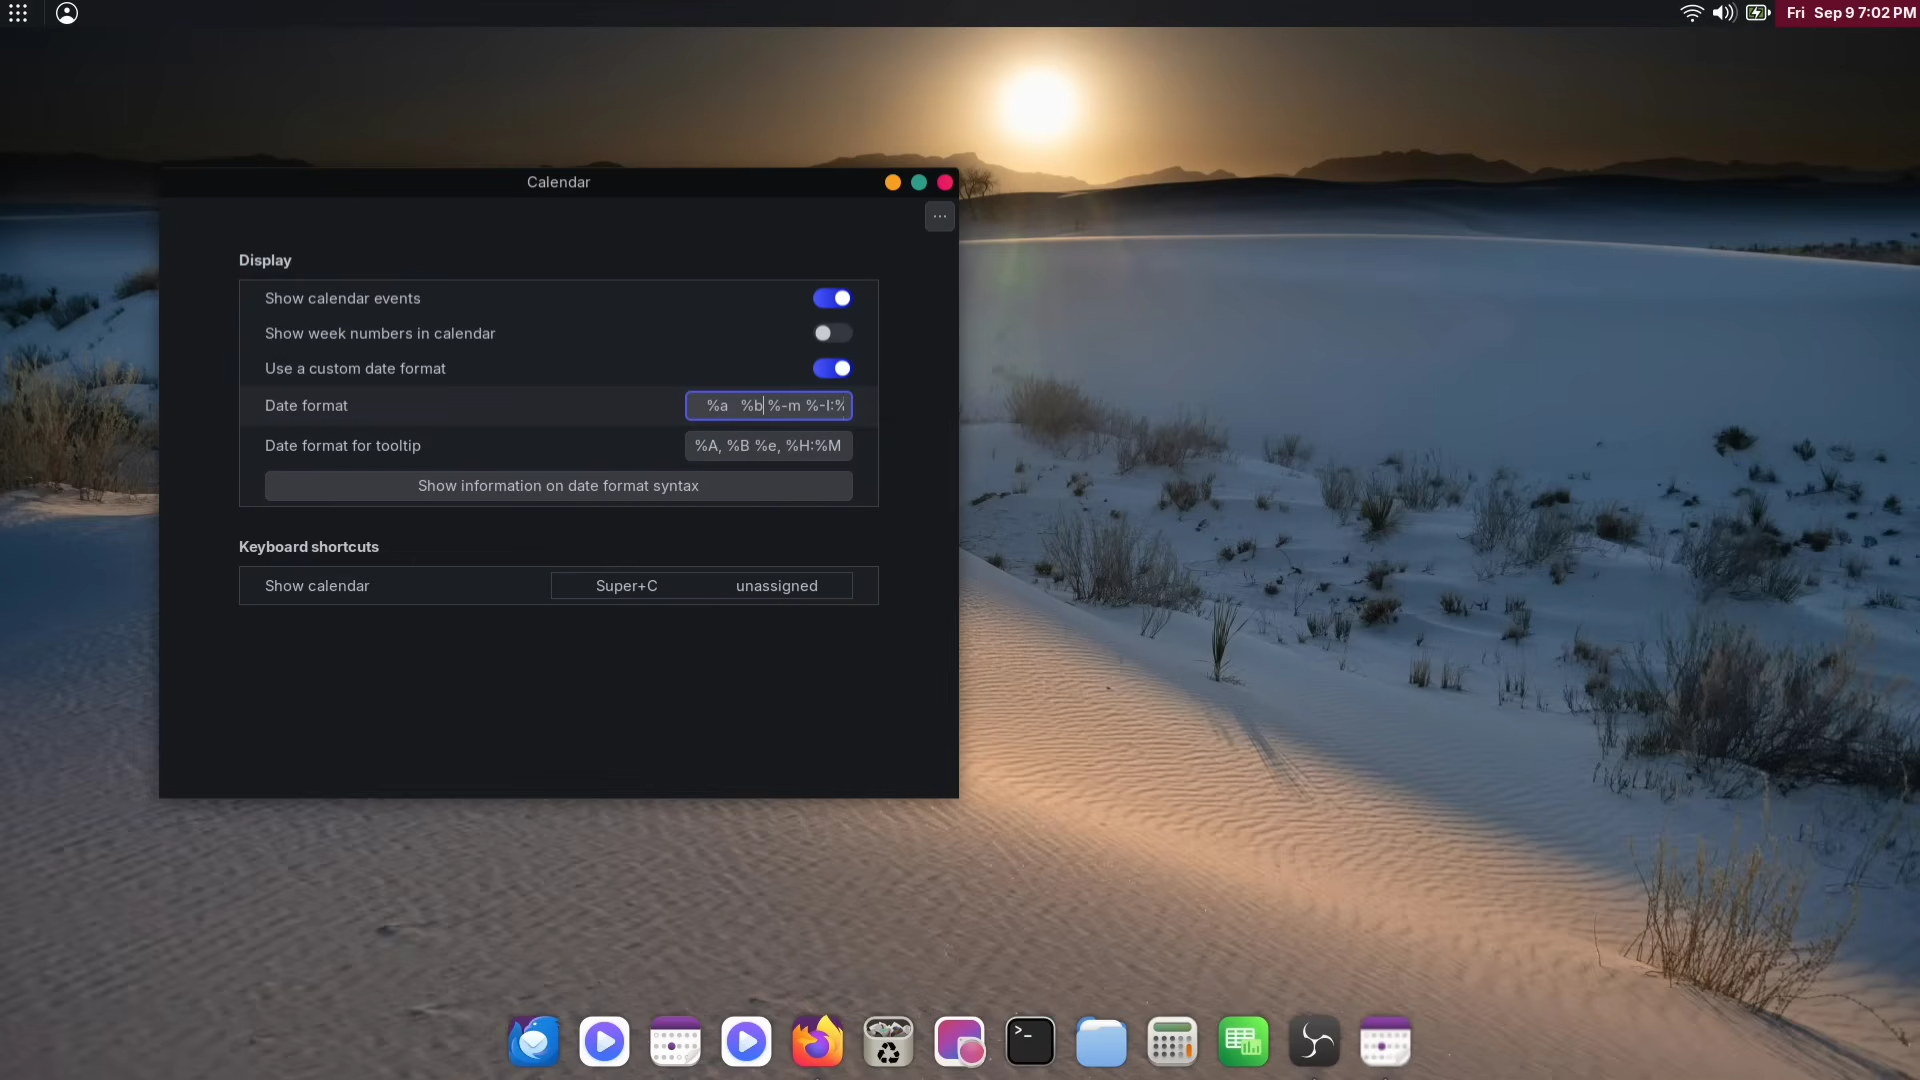 Fri Sep 9 7:02 PM
Calendar
...
Display
Show calendar events
Show week numbers in calendar
Use a custom date format
Date format %a %b %-m %-I:%
Date format for tooltip %A, %B %e, %H:%M
Show information on date format syntax
Keyboard shortcuts
Show calendar Super+C unassigned
>_